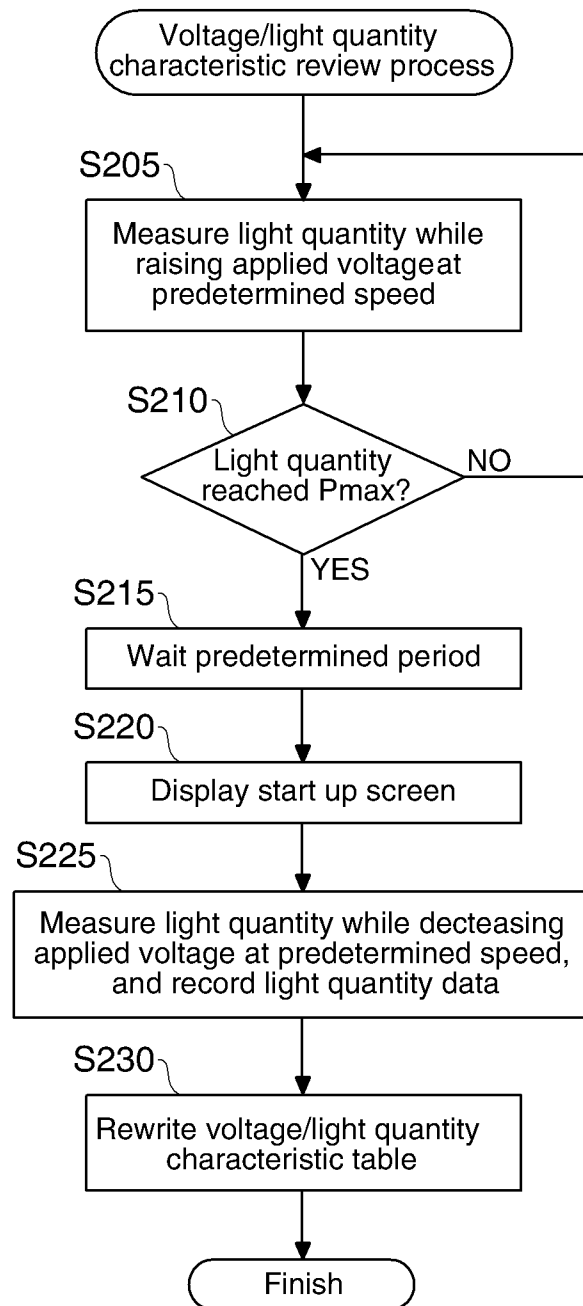 Voltage/light quantity
characteristic review process
S205
Measure light quantity while
raising applied voltage at
predetermined speed
S210
Light quantity
reached Pmax?
NO
YES
S215
Wait predetermined period
S220
Display start up screen
S225
Measure light quantity while decteasing
applied voltage at predetermined speed,
and record light quantity data
S230
Rewrite voltage/light quantity
characteristic table
Finish